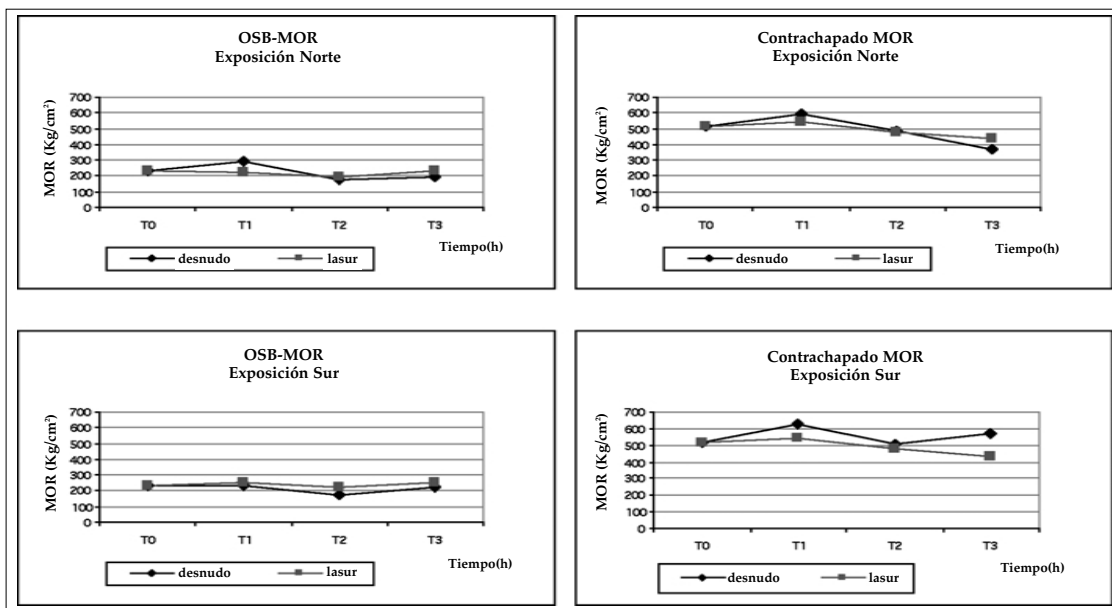 OSB-MOR
Exposición Norte
MOR (Kg/cm²)
700
600
500
400
300
200
100
0
T0 T1 T2 T3
Tiempo(h)
desnudo lasur
Contrachapado MOR
Exposición Norte
MOR (Kg/cm²)
700
600
500
400
300
200
100
0
T0 T1 T2 T3
Tiempo(h)
desnudo lasur
OSB-MOR
Exposición Sur
MOR (Kg/cm²)
700
600
500
400
300
200
100
0
T0 T1 T2 T3
Tiempo(h)
desnudo lasur
Contrachapado MOR
Exposición Sur
MOR (Kg/cm²)
700
600
500
400
300
200
100
0
T0 T1 T2 T3
Tiempo(h)
desnudo lasur